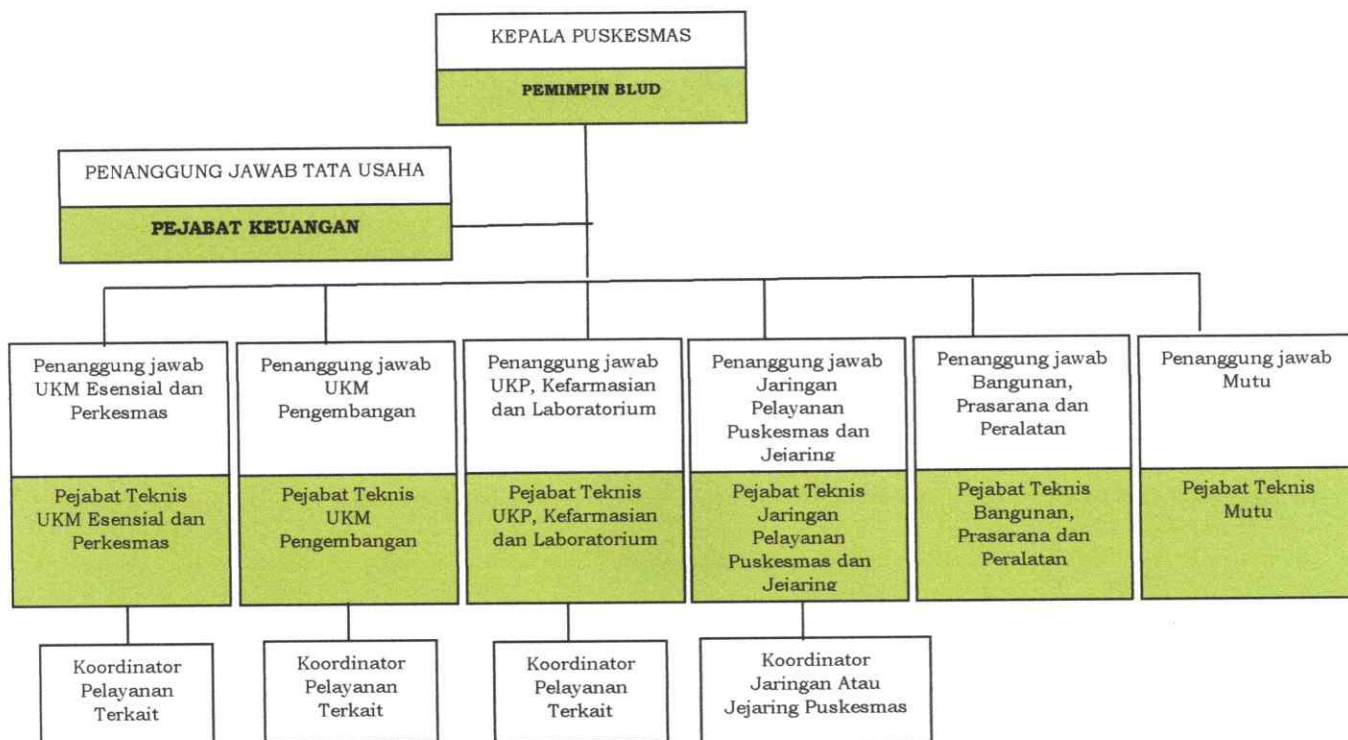 KEPALA PUSKESMAS
PEMIMPIN BLUD
PENANGGUNG JAWAB TATA USAHA
PEJABAT KEUANGAN
Penanggung jawab
UKM Esensial dan
Perkesmas
Pejabat Teknis
UKM Esensial dan
Perkesmas
Penanggung jawab
UKM
Pengembangan
Pejabat Teknis
UKM
Pengembangan
Penanggung jawab
UKP, Kefarmasian
dan Laboratorium
Pejabat Teknis
UKP, Kefarmasian
dan Laboratorium
Penanggung jawab
Jaringan
Pelayanan
Puskesmas dan
Jejaring
Pejabat Teknis
Jaringan
Pelayanan
Puskesmas dan
Jejaring
Penanggung jawab
Bangunan,
Prasarana dan
Peralatan
Pejabat Teknis
Bangunan,
Prasarana dan
Peralatan
Penanggung jawab
Mutu
Pejabat Teknis
Mutu
Koordinator
Pelayanan
Terkait
Koordinator
Pelayanan
Terkait
Koordinator
Pelayanan
Terkait
Koordinator
Jaringan Atau
Jejaring Puskesmas